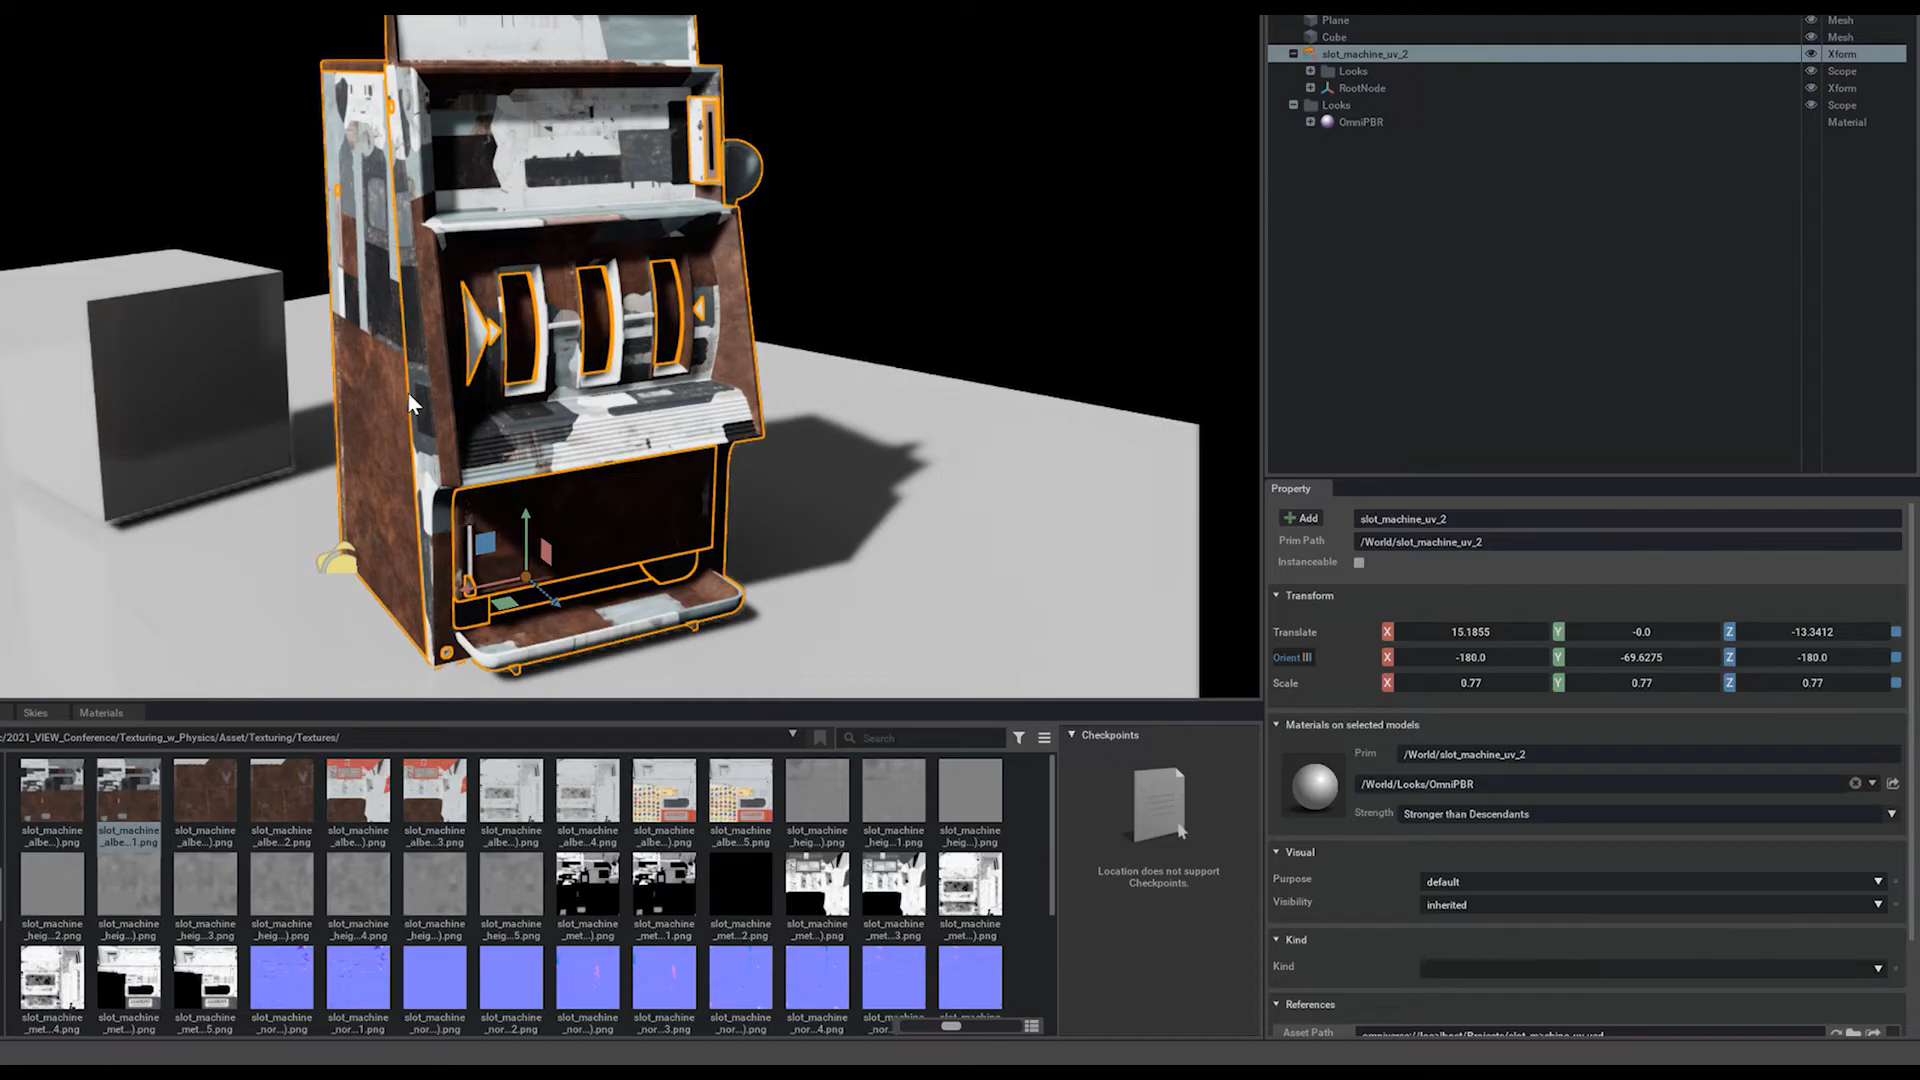 Plane Mesh
Cube Mesh
slot_machine_uv_2 Xform
Looks Scope
RootNode Xform
Looks Scope
OmniPBR Material
Property
Add slot_machine_uv_2
Prim Path /World/slot_machine_uv_2
Instanceable
Transform
Translate X 15.1855 Y -0.0 Z -13.3412
Orient X -180.0 Y -69.6275 Z -180.0
Scale X 0.77 Y 0.77 Z 0.77
Materials on selected models
Prim /World/slot_machine_uv_2
/World/Looks/OmniPBR
Strength Stronger than Descendants
Visual
Purpose default
Visibility inherited
Kind
Kind
References
Asset Path
Skies Materials
:/2021_VIEW_Conference/Texturing_w_Physics/Asset/Texturing/Textures/
Search
Checkpoints
Location does not support
Checkpoints.
slot_machine slot_machine slot_machine slot_machine slot_machine slot_machine slot_machine slot_machine slot_machine slot_machine slot_machine slot_machine slot_machine
_albe...).png _albe...1.png _albe...).png _albe...2.png _albe...).png _albe...3.png _albe...).png _albe...4.png _albe...).png _albe...5.png _heig...).png _heig...1.png _heig...).png
slot_machine slot_machine slot_machine slot_machine slot_machine slot_machine slot_machine slot_machine slot_machine slot_machine slot_machine slot_machine slot_machine
_heig...2.png _heig...).png _heig...3.png _heig...4.png _heig...).png _heig...5.png _met...).png _met...1.png _met...2.png _met...).png _met...3.png _met...).png
slot_machine slot_machine slot_machine slot_machine slot_machine slot_machine slot_machine slot_machine slot_machine slot_machine slot_machine slot_machine slot_machine
_met...4.png _met...).png _met...5.png _nor...).png _nor...1.png _nor...).png _nor...2.png _nor...).png _nor...3.png _nor...).png _nor...4.png